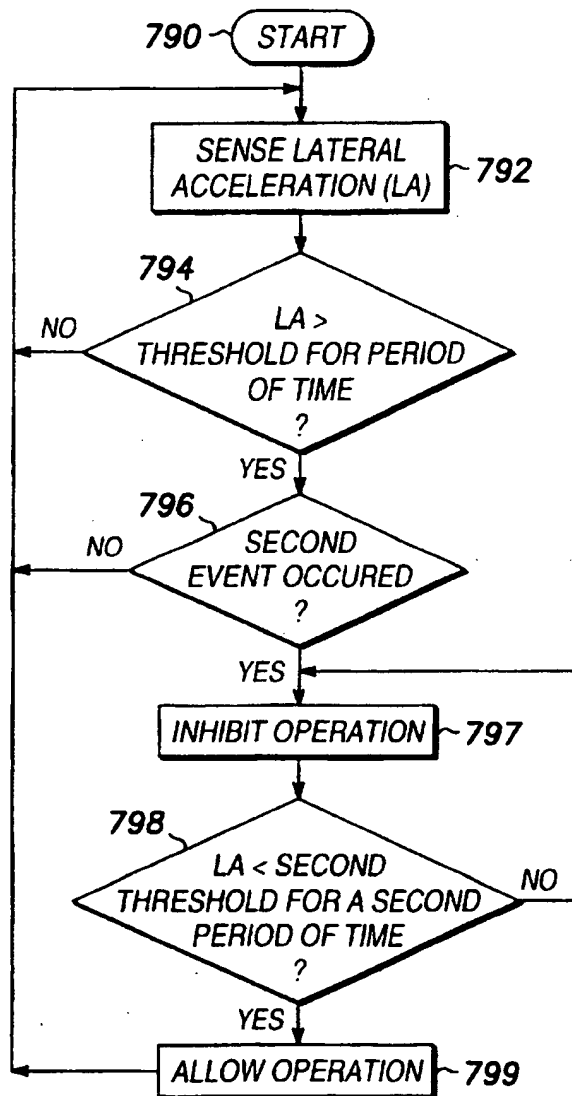 790
START
SENSE LATERAL
ACCELERATION (LA)
792
794
LA >
THRESHOLD FOR PERIOD
OF TIME
?
NO
YES
796
SECOND
EVENT OCCURED
?
NO
YES
INHIBIT OPERATION
797
798
LA < SECOND
THRESHOLD FOR A SECOND
PERIOD OF TIME
?
NO
YES
ALLOW OPERATION
799